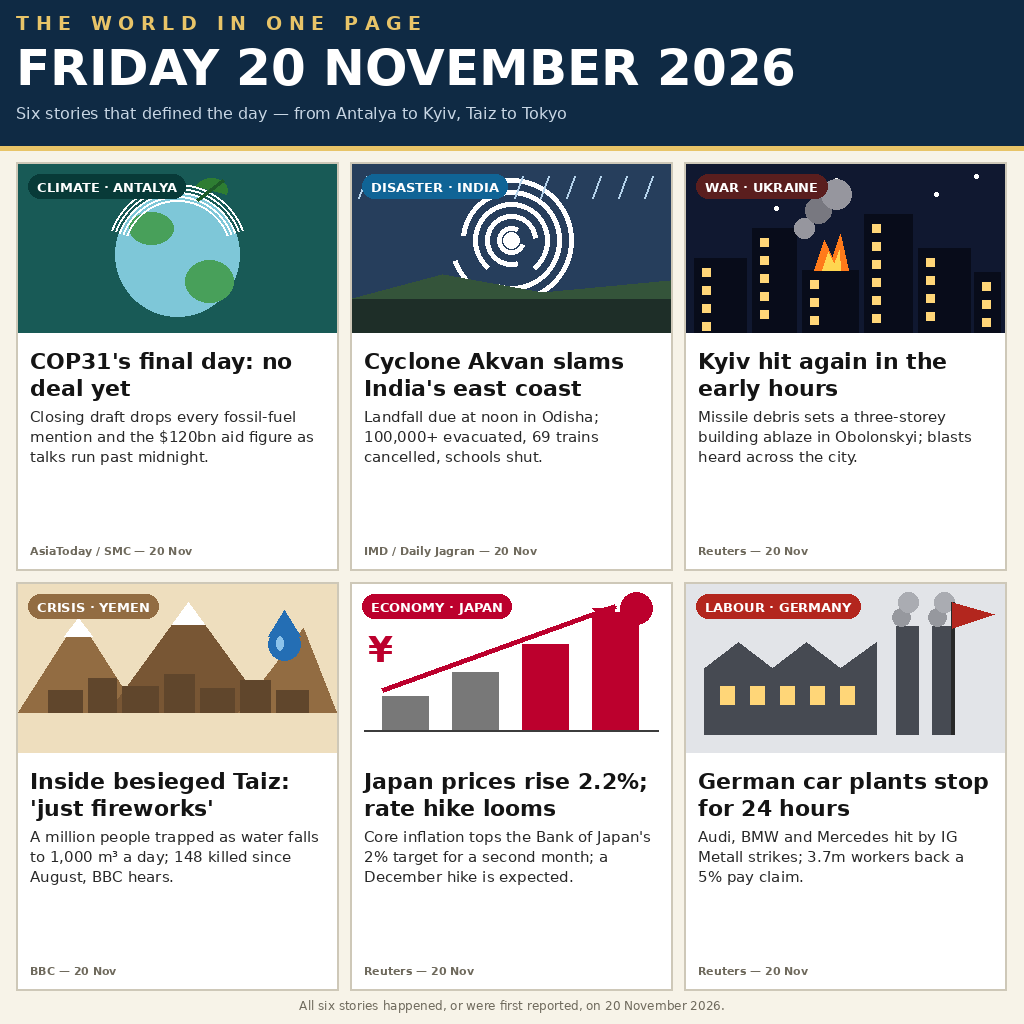 THE WORLD IN ONE PAGE
FRIDAY 20 NOVEMBER 2026
Six stories that defined the day — from Antalya to Kyiv, Taiz to Tokyo
CLIMATE · ANTALYA
COP31's final day: no
deal yet
Closing draft drops every fossil-fuel
mention and the $120bn aid figure as
talks run past midnight.
AsiaToday / SMC — 20 Nov
DISASTER · INDIA
Cyclone Akvan slams
India's east coast
Landfall due at noon in Odisha;
100,000+ evacuated, 69 trains
cancelled, schools shut.
IMD / Daily Jagran — 20 Nov
WAR · UKRAINE
Kyiv hit again in the
early hours
Missile debris sets a three-storey
building ablaze in Obolonskyi; blasts
heard across the city.
Reuters — 20 Nov
CRISIS · YEMEN
Inside besieged Taiz:
'just fireworks'
A million people trapped as water falls
to 1,000 m³ a day; 148 killed since
August, BBC hears.
BBC — 20 Nov
ECONOMY · JAPAN
¥
Japan prices rise 2.2%;
rate hike looms
Core inflation tops the Bank of Japan's
2% target for a second month; a
December hike is expected.
Reuters — 20 Nov
LABOUR · GERMANY
German car plants stop
for 24 hours
Audi, BMW and Mercedes hit by IG
Metall strikes; 3.7m workers back a
5% pay claim.
Reuters — 20 Nov
All six stories happened, or were first reported, on 20 November 2026.